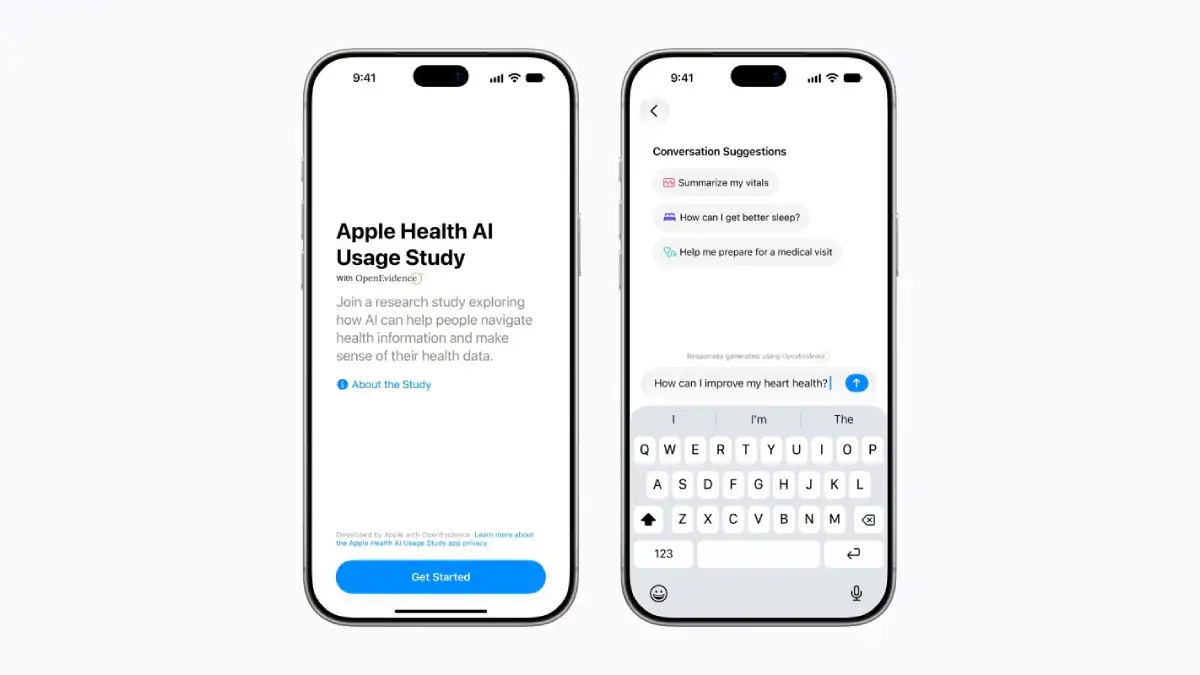 9:41
Apple Health AI
Usage Study
With OpenEvidence
Join a research study exploring
how AI can help people navigate
health information and make
sense of their health data.
About the Study
Developed by Apple with OpenEvidence. Learn more about
the Apple Health AI Usage Study app privacy.
Get Started
9:41
Conversation Suggestions
Summarize my vitals
How can I get better sleep?
Help me prepare for a medical visit
Responses generated using OpenEvidence
How can I improve my heart health?
I I'm The
Q W E R T Y U I O P
A S D F G H J K L
Z X C V B N M
123